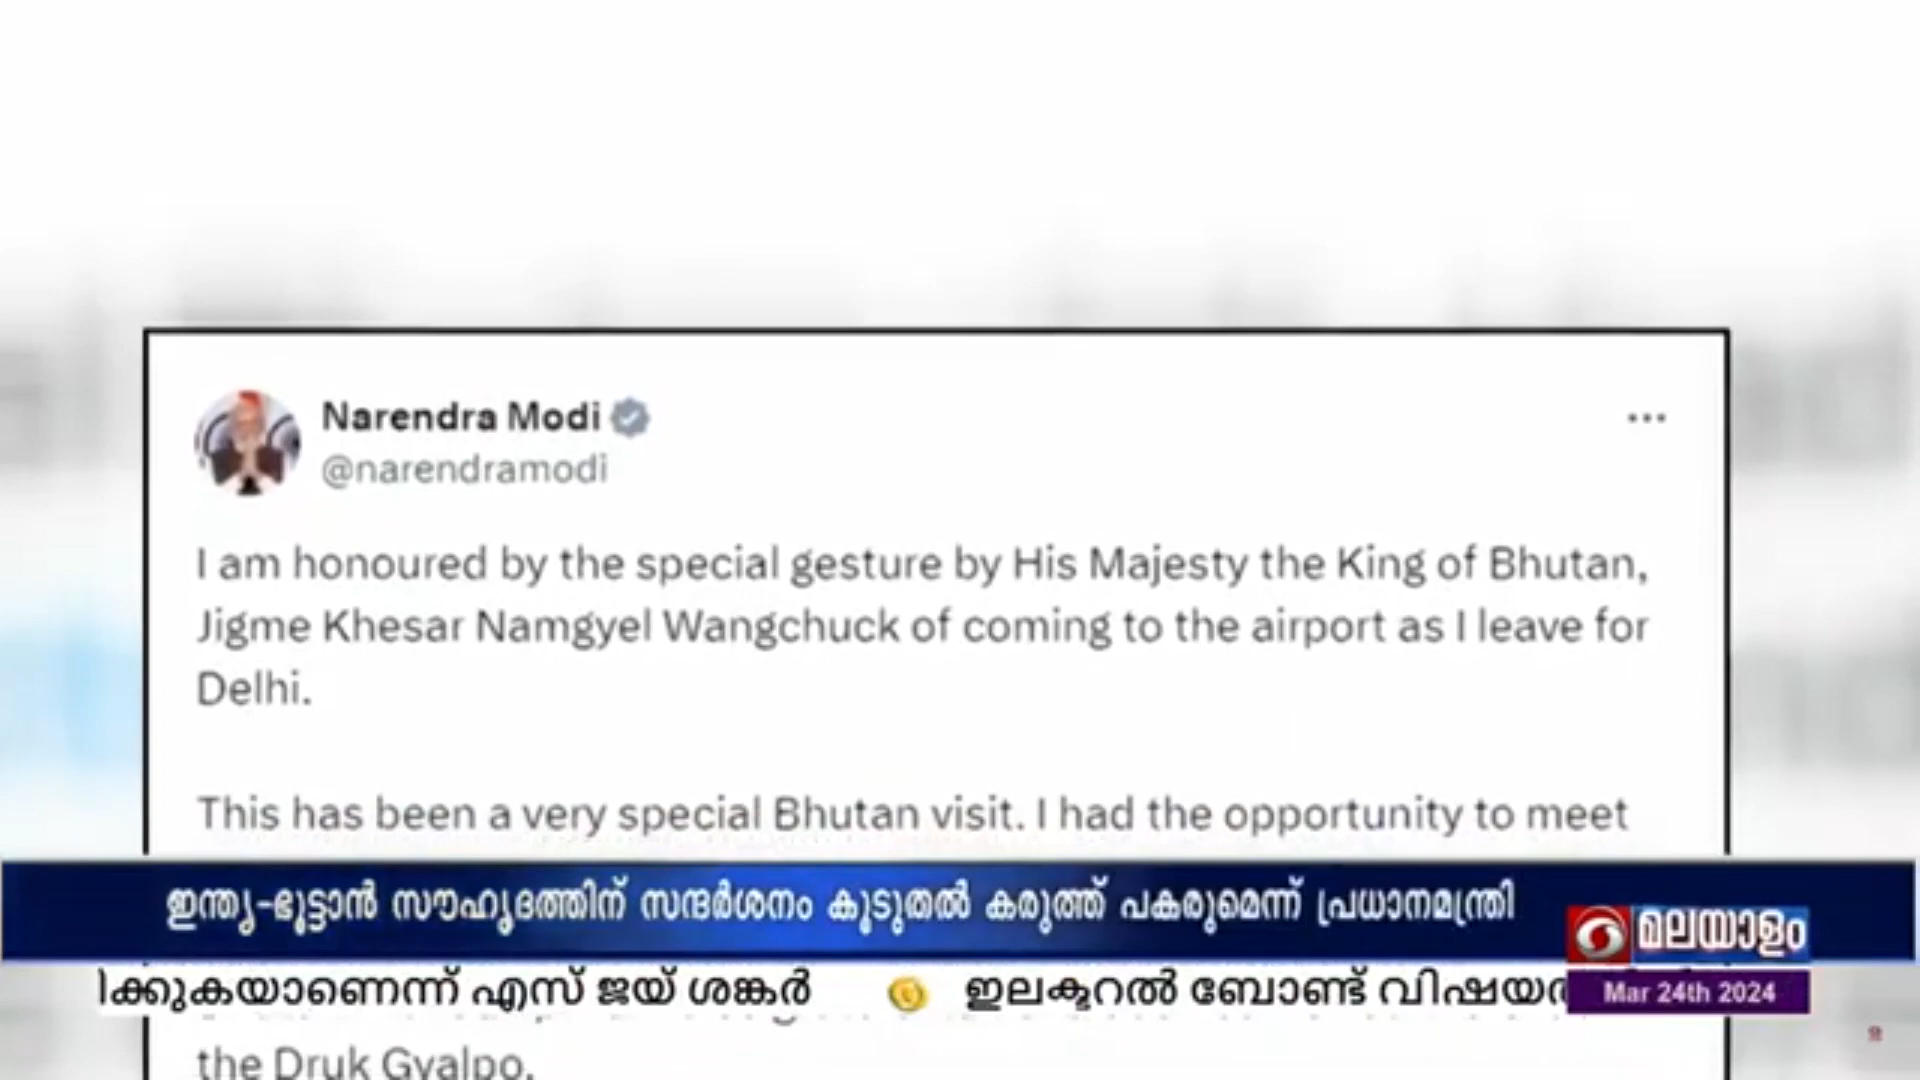 Narendra Modi
@narendramodi
I am honoured by the special gesture by His Majesty the King of Bhutan,
Jigme Khesar Namgyel Wangchuck of coming to the airport as I leave for
Delhi.
This has been a very special Bhutan visit. I had the opportunity to meet
ഇന്ത്യ-ഭൂട്ടാൻ സൗഹൃദത്തിന് സന്ദർശനം കൂടുതൽ കരുത്ത് പകരുമെന്ന് പ്രധാനമന്ത്രി
മലയാളം
ിക്കുകയാണെന്ന് എസ് ജയ് ശങ്കർ ഇലക്ടറൽ ബോണ്ട് വിഷയ
Mar 24th 2024
the Druk Gyalpo.